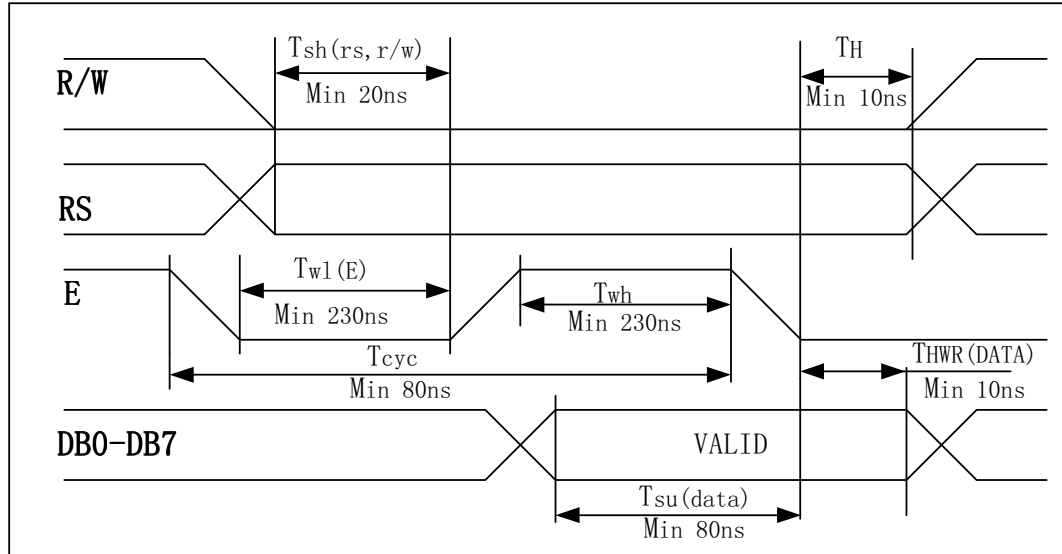 Tsh(rs,r/w)
TH
R/W
Min 20ns
Min 10ns
RS
Twl(E)
Twh
E
Min 230ns
Min 230ns
Tcyc
THWR(DATA)
Min 80ns
Min 10ns
DB0-DB7
VALID
Tsu(data)
Min 80ns